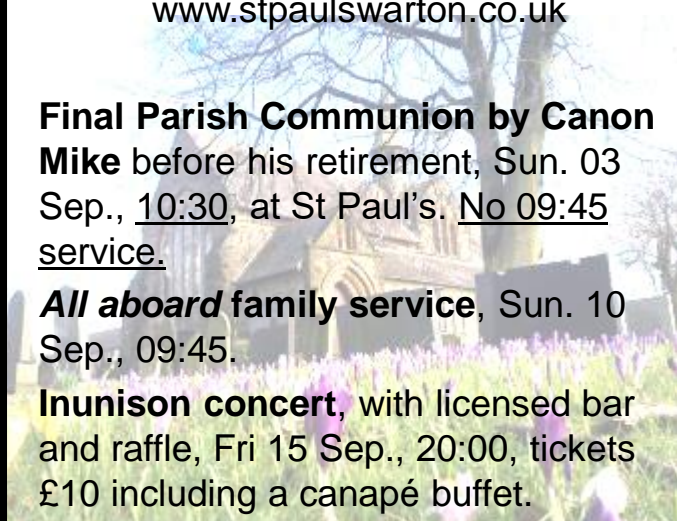 www.stpaulswarton.co.uk
Final Parish Communion by Canon
Mike before his retirement, Sun. 03
Sep., 10:30, at St Paul’s. No 09:45
service.
All aboard family service, Sun. 10
Sep., 09:45.
Inunison concert, with licensed bar
and raffle, Fri 15 Sep., 20:00, tickets
£10 including a canapé buffet.